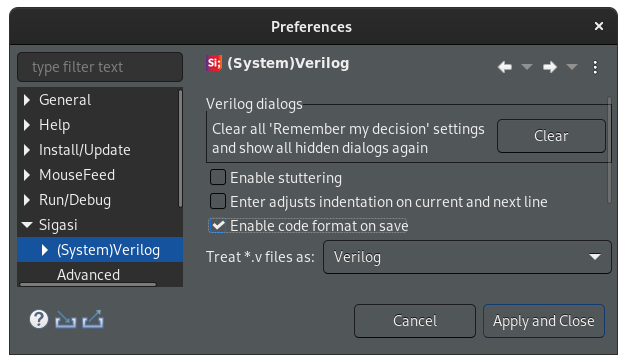 Preferences
type filter text
General
Help
Install/Update
MouseFeed
Run/Debug
Sigasi
(System)Verilog
Advanced
Si; (System)Verilog
Verilog dialogs
Clear all 'Remember my decision' settings
and show all hidden dialogs again
Clear
Enable stuttering
Enter adjusts indentation on current and next line
Enable code format on save
Treat *.v files as:
Verilog
Cancel
Apply and Close